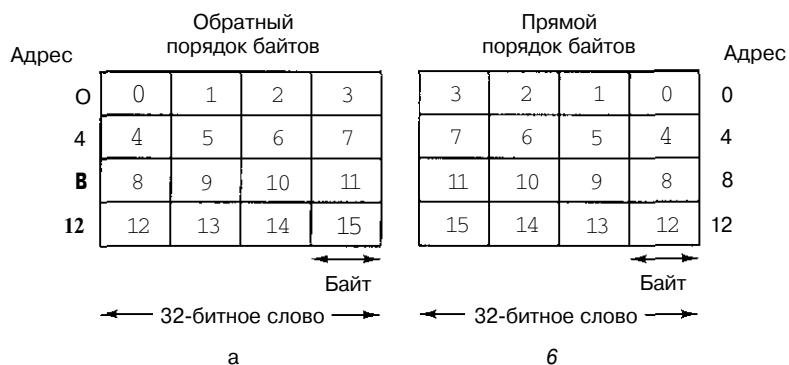 Обратный
порядок байтов
Прямой
порядок байтов
Адрес
Адрес
О 0 1 2 3
3 2 1 0 0
4 4 5 6 7
7 6 5 4 4
В 8 9 10 11
11 10 9 8 8
12 12 13 14 15
15 14 13 12 12
Байт
Байт
32-битное слово
32-битное слово
а
б